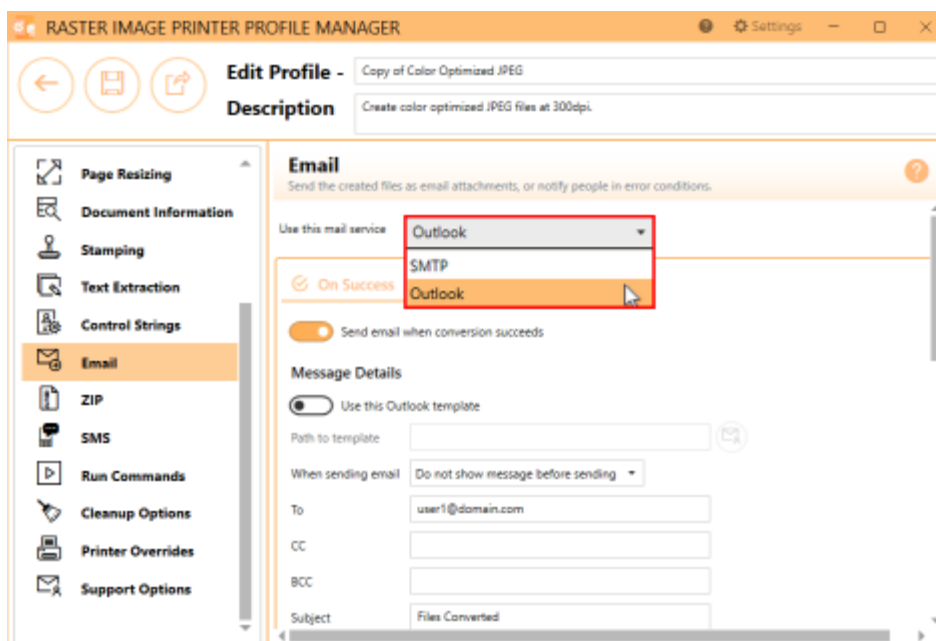 RASTER IMAGE PRINTER PROFILE MANAGER
Settings
Edit Profile - Copy of Color Optimized JPEG
Description Create color optimized JPEG files at 300dpi.
Page Resizing
Document Information
Stamping
Text Extraction
Control Strings
Email
ZIP
SMS
Run Commands
Cleanup Options
Printer Overrides
Support Options
Email
Send the created files as email attachments, or notify people in error conditions.
Use this mail service Outlook
SMTP
Outlook
On Success
Send email when conversion succeeds
Message Details
Use this Outlook template
Path to template
When sending email Do not show message before sending
To user1@domain.com
CC
BCC
Subject Files Converted